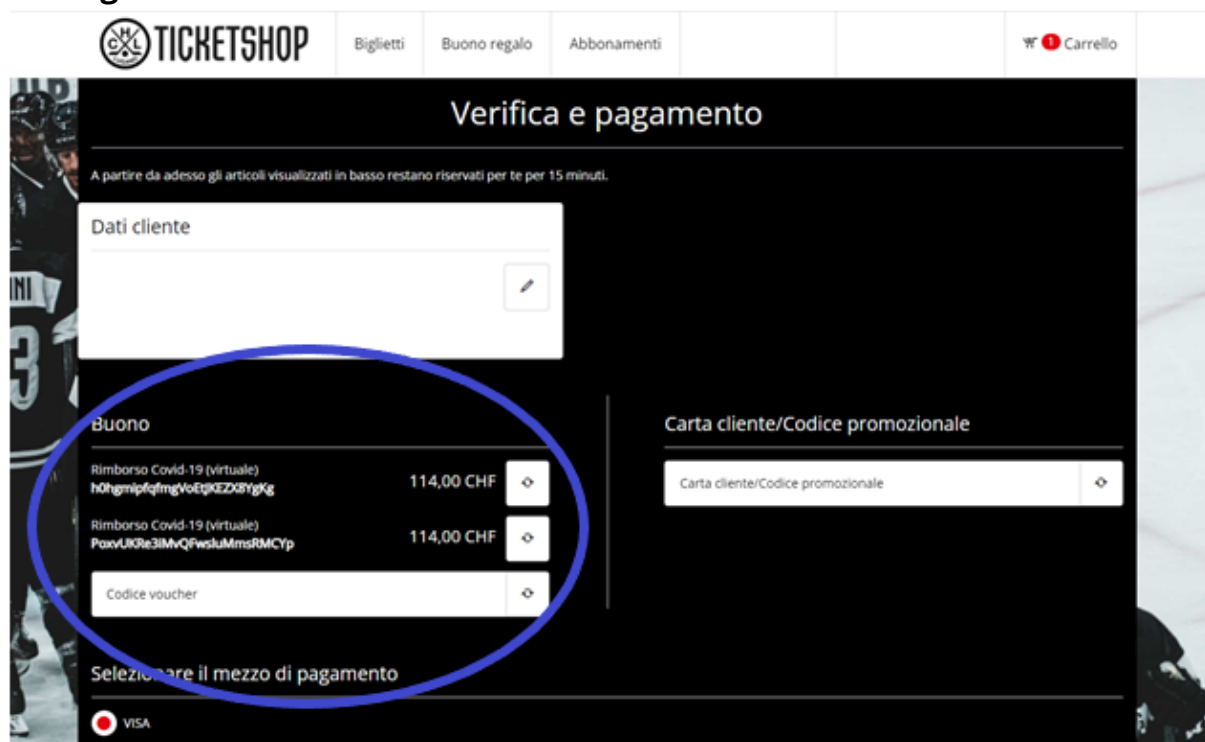 TICKETSHOP
Biglietti
Buono regalo
Abbonamenti
1 Carrello
Verifica e pagamento
A partire da adesso gli articoli visualizzati in basso restano riservati per te per 15 minuti.
Dati cliente
Buono
Carta cliente/Codice promozionale
Rimborso Covid-19 (virtuale)
114,00 CHF
Carta cliente/Codice promozionale
Rimborso Covid-19 (virtuale)
114,00 CHF
Codice voucher
Selezionare il mezzo di pagamento
VISA